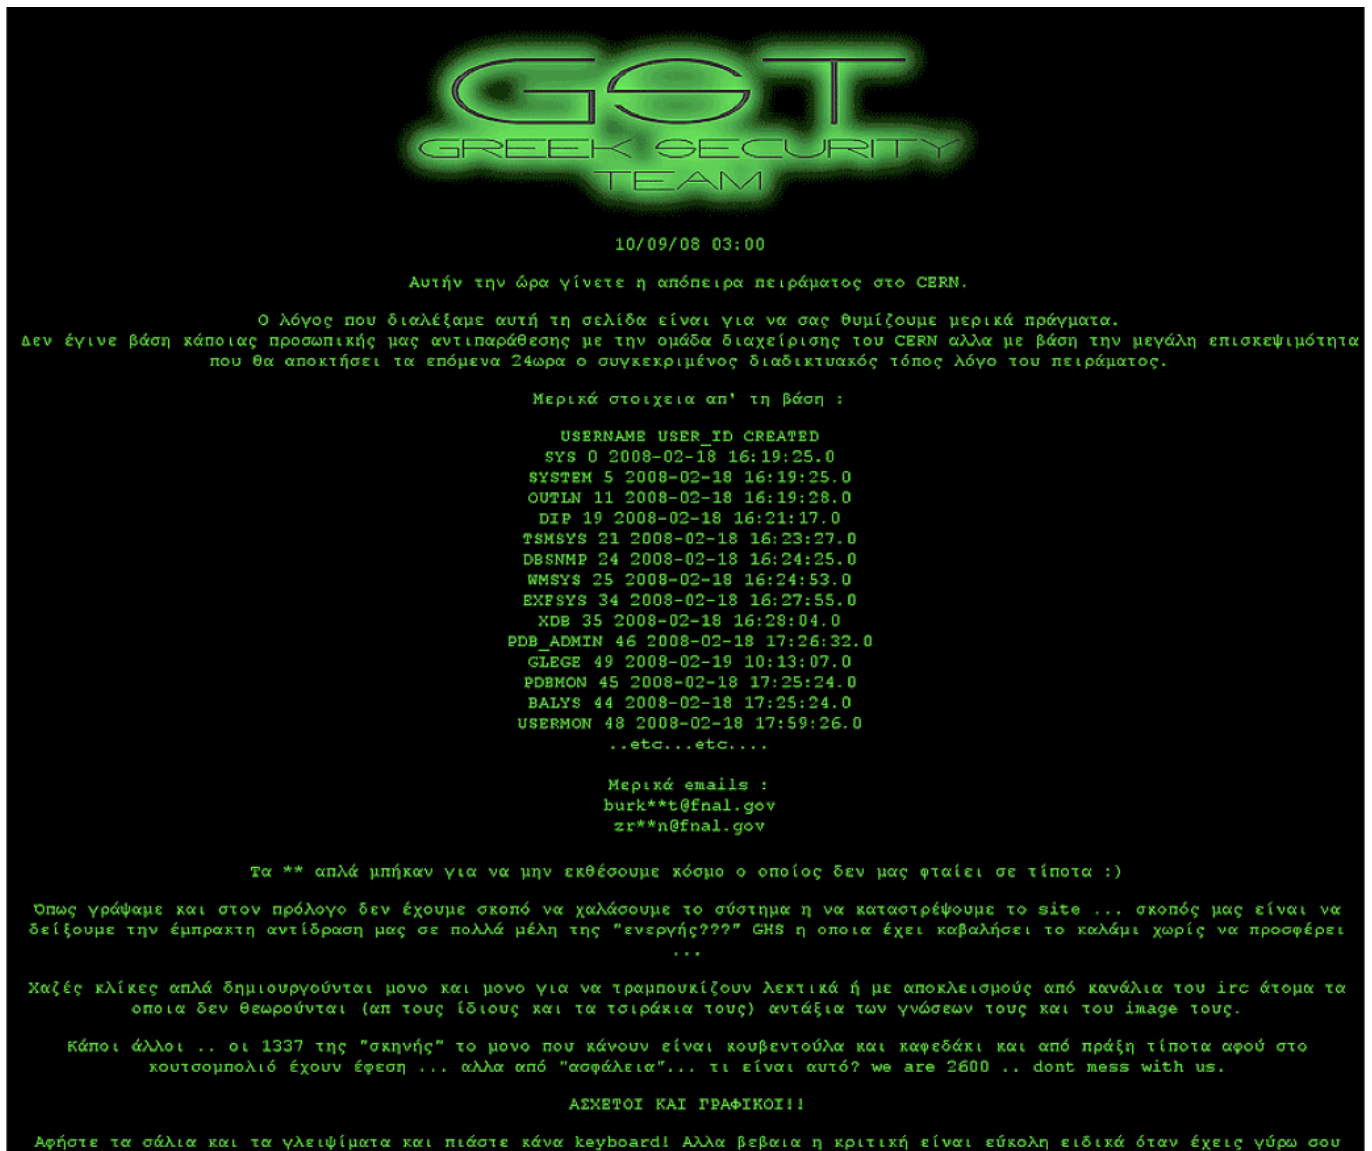 GST
GREEK SECURITY
TEAM
10/09/08 03:00
Αυτήν την ώρα γίνετε η απόπειρα πειράματος στο CERN.
Ο λόγος που διαλέξαμε αυτή τη σελίδα είναι για να σας θυμίζουμε μερικά πράγματα.
Δεν έγινε βάση κάποιας προσωπικής μας αντιπαράθεσης με την ομάδα διαχείρισης του CERN αλλα με βάση την μεγάλη επισκεψιμότητα
που θα αποκτήσει τα επόμενα 24ωρα ο συγκεκριμένος διαδικτυακός τόπος λόγο του πειράματος.
Μερικά στοιχεια απ' τη βάση :
USERNAME USER_ID CREATED
SYS 0 2008-02-18 16:19:25.0
SYSTEM 5 2008-02-18 16:19:25.0
OUTLN 11 2008-02-18 16:19:28.0
DIP 19 2008-02-18 16:21:17.0
TSMSYS 21 2008-02-18 16:23:27.0
DBSNMP 24 2008-02-18 16:24:25.0
WMSYS 25 2008-02-18 16:24:53.0
EXFSYS 34 2008-02-18 16:27:55.0
XDB 35 2008-02-18 16:28:04.0
PDB_ADMIN 46 2008-02-18 17:26:32.0
GLEGE 49 2008-02-19 10:13:07.0
PDBMON 45 2008-02-18 17:25:24.0
BALYS 44 2008-02-18 17:25:24.0
USERMON 48 2008-02-18 17:59:26.0
..etc...etc....
Μερικά emails :
burk**t@fnal.gov
zr**n@fnal.gov
Τα ** απλά μπήκαν για να μην εκθέσουμε κόσμο ο οποίος δεν μας φταίει σε τίποτα :)
Όπως γράψαμε και στον πρόλογο δεν έχουμε σκοπό να χαλάσουμε το σύστημα η να καταστρέψουμε το site ... σκοπός μας είναι να
δείξουμε την έμπρακτη αντίδραση μας σε πολλά μέλη της "ενεργής???" GHS η οποια έχει καβαλήσει το καλάμι χωρίς να προσφέρει
...
Χαζές κλίκες απλά δημιουργούνται μονο και μονο για να τραμπουκίζουν λεκτικά ή με αποκλεισμούς από κανάλια του irc άτομα τα
οποια δεν θεωρούνται (απ τους ίδιους και τα τσιράκια τους) αντάξια των γνώσεων τους και του image τους.
Κάποι άλλοι .. οι 1337 της "σκηνής" το μονο που κάνουν είναι κουβεντούλα και καφεδάκι και από πράξη τίποτα αφού στο
κουτσομπολιό έχουν έφεση ... αλλα από "ασφάλεια"... τι είναι αυτό? we are 2600 .. dont mess with us.
ΑΣΧΕΤΟΙ ΚΑΙ ΓΡΑΦΙΚΟΙ!!
Αφήστε τα σάλια και τα γλειψίματα και πιάστε κάνα keyboard! Αλλα βεβαια η κριτική είναι εύκολη ειδικά όταν έχεις γύρω σου